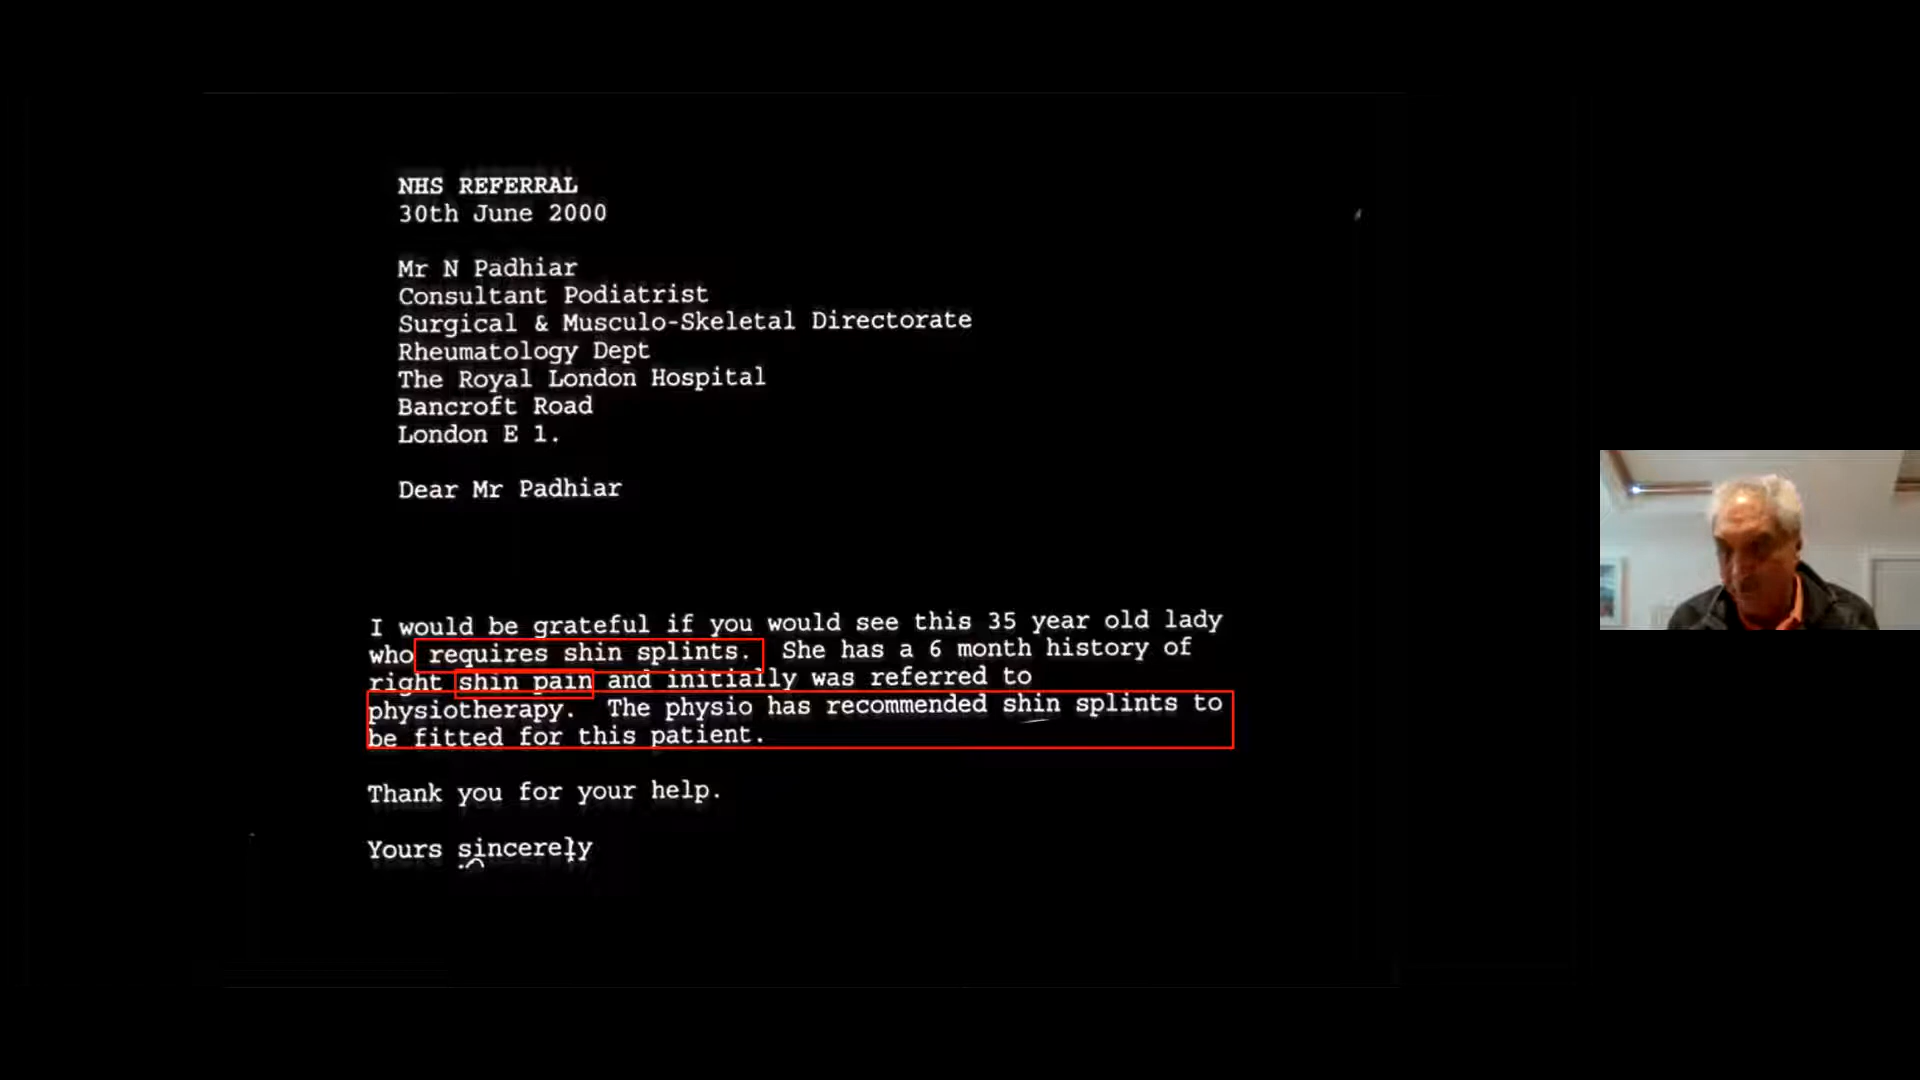 NHS REFERRAL
30th June 2000
Mr N Padhiar
Consultant Podiatrist
Surgical & Musculo-Skeletal Directorate
Rheumatology Dept
The Royal London Hospital
Bancroft Road
London E 1.
Dear Mr Padhiar
I would be grateful if you would see this 35 year old lady
who requires shin splints. She has a 6 month history of
right shin pain and initially was referred to
physiotherapy. The physio has recommended shin splints to
be fitted for this patient.
Thank you for your help.
Yours sincerely